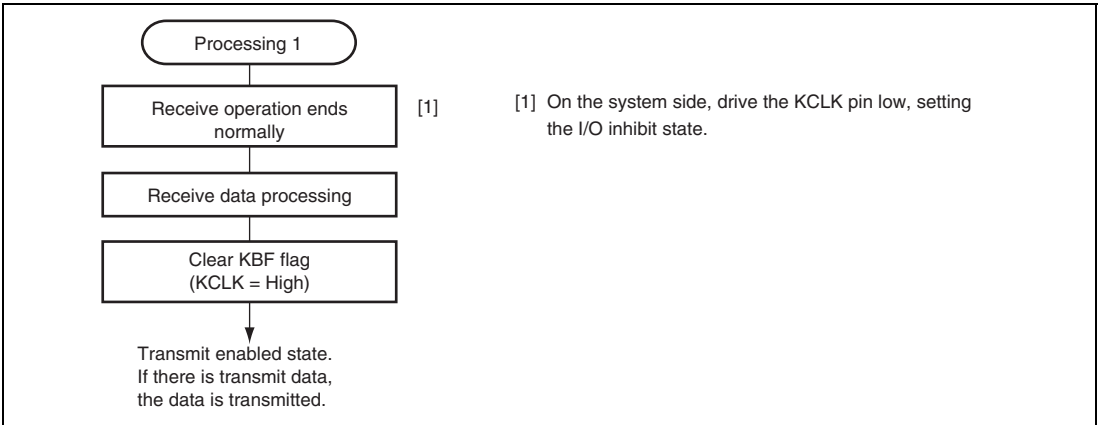 Processing 1
Receive operation ends
normally
[1]
[1] On the system side, drive the KCLK pin low, setting
the I/O inhibit state.
Receive data processing
Clear KBF flag
(KCLK = High)
Transmit enabled state.
If there is transmit data,
the data is transmitted.